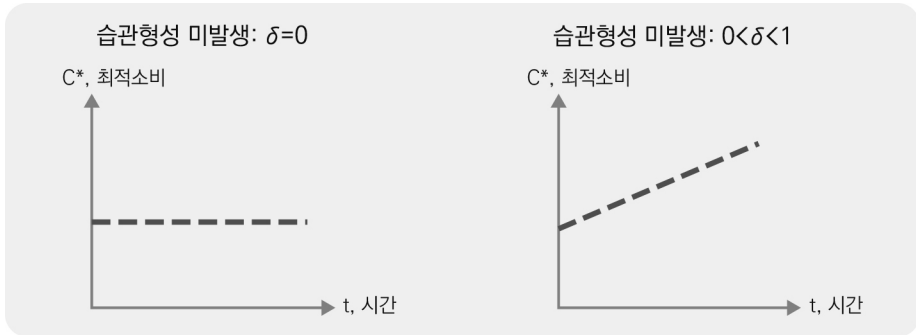 습관형성 미발생: δ=0
C*, 최적소비
t, 시간
습관형성 미발생: 0<δ<1
C*, 최적소비
t, 시간